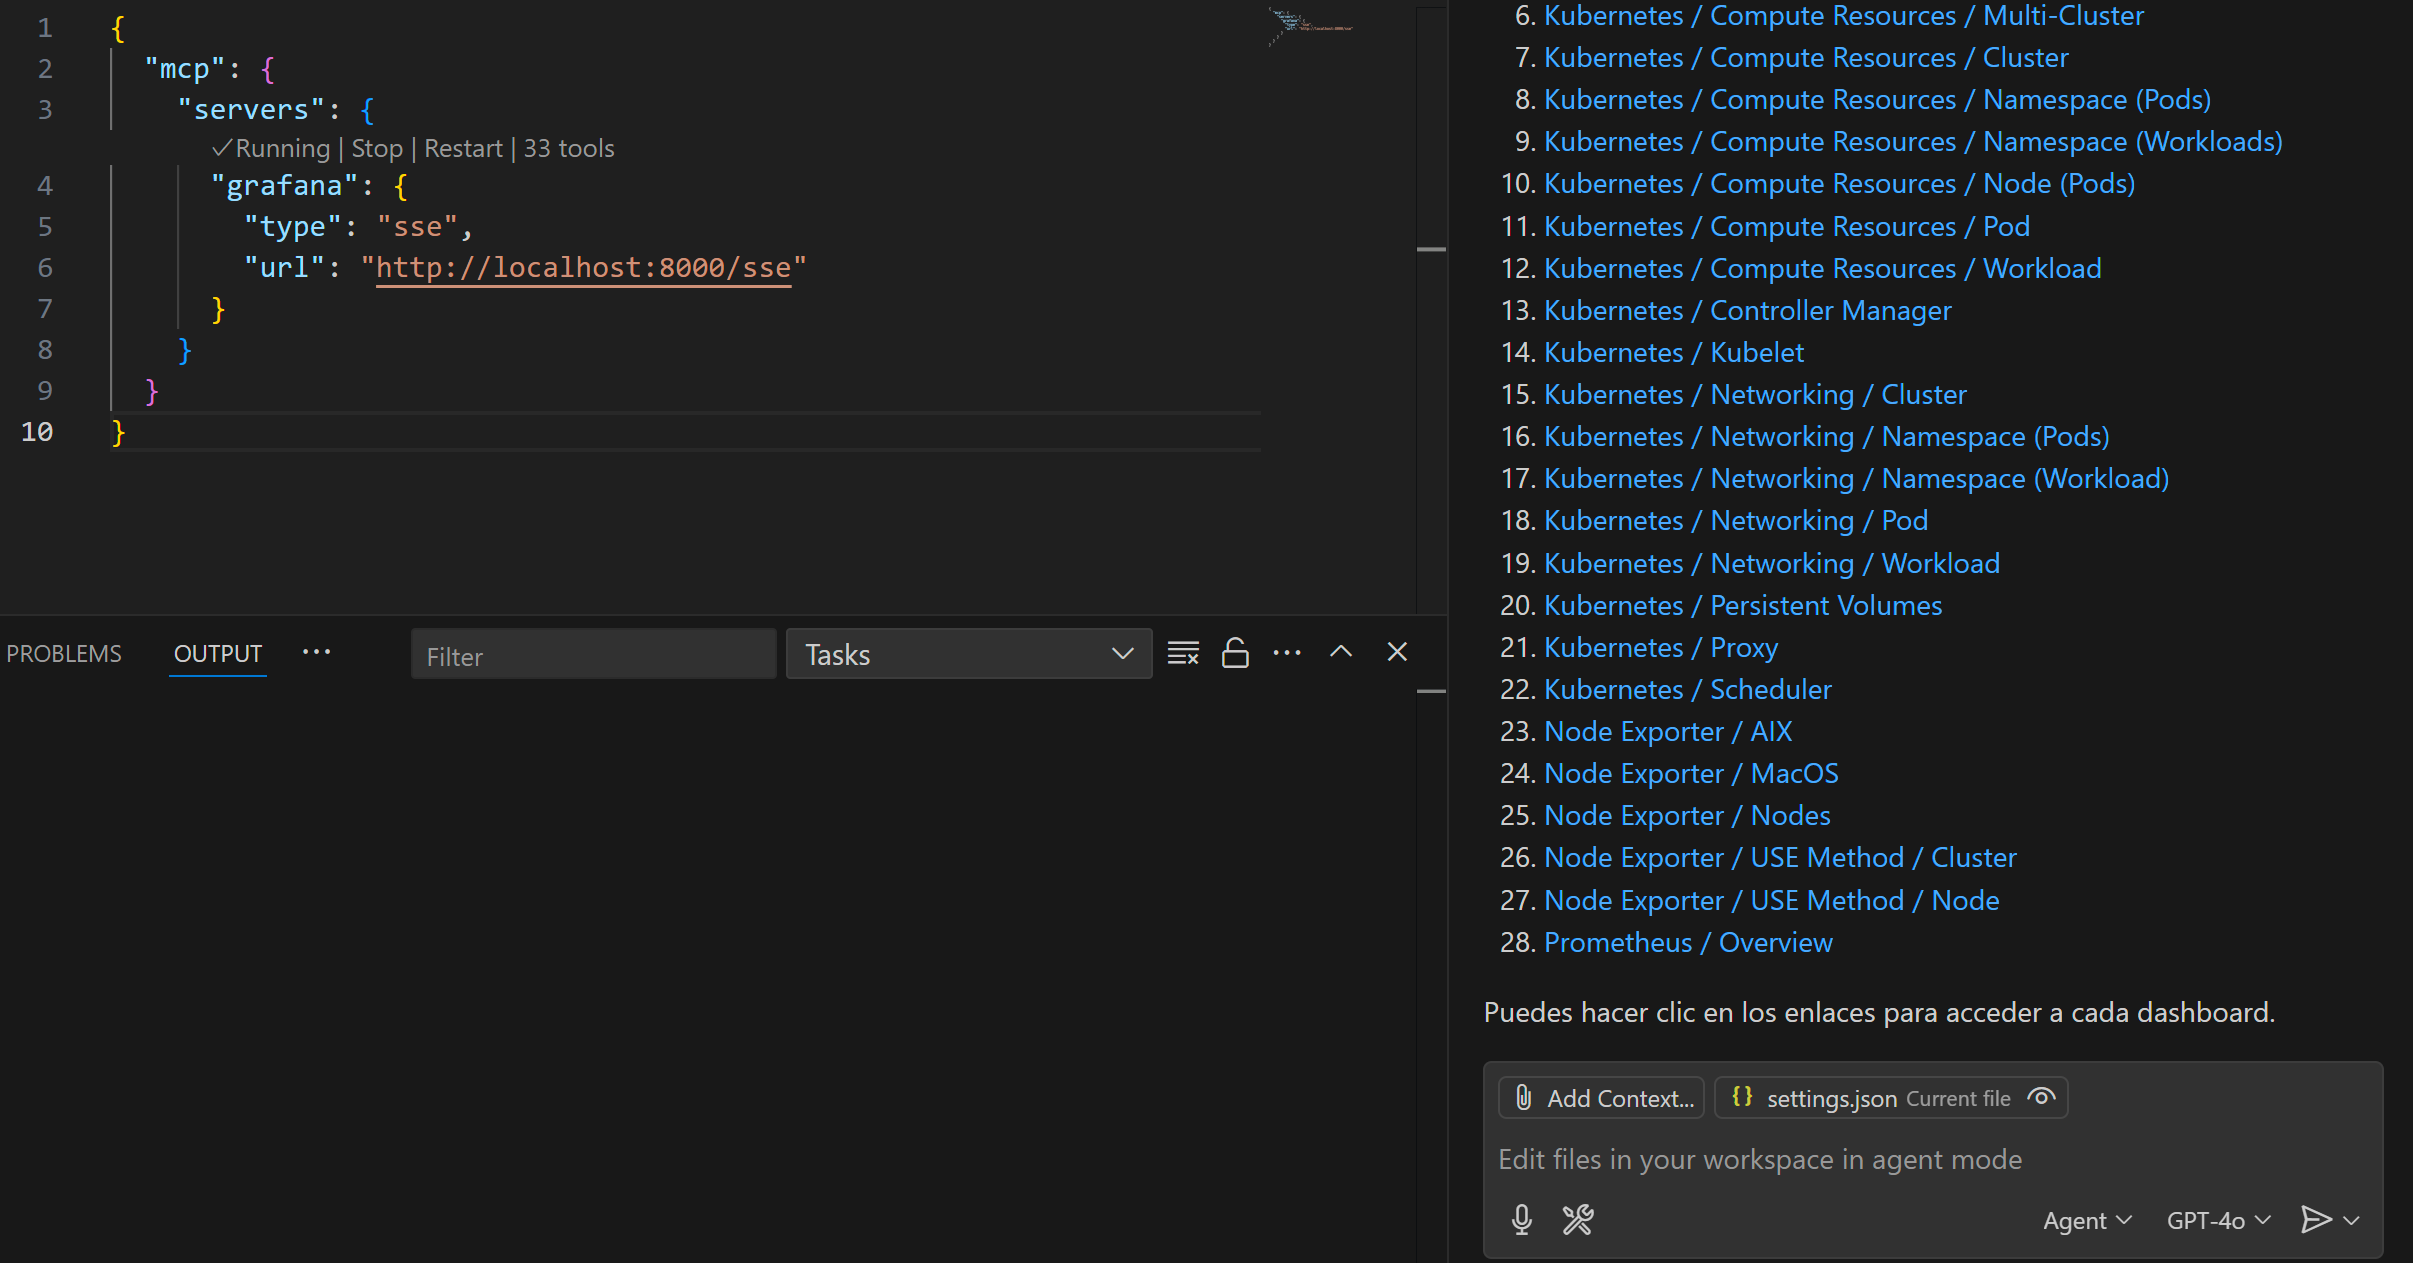 1 {
2 "mcp": {
3 "servers": {
✓Running | Stop | Restart | 33 tools
4 "grafana": {
5 "type": "sse",
6 "url": "http://localhost:8000/sse"
7 }
8 }
9 }
10 }
PROBLEMS OUTPUT ··· Filter Tasks
6. Kubernetes / Compute Resources / Multi-Cluster
7. Kubernetes / Compute Resources / Cluster
8. Kubernetes / Compute Resources / Namespace (Pods)
9. Kubernetes / Compute Resources / Namespace (Workloads)
10. Kubernetes / Compute Resources / Node (Pods)
11. Kubernetes / Compute Resources / Pod
12. Kubernetes / Compute Resources / Workload
13. Kubernetes / Controller Manager
14. Kubernetes / Kubelet
15. Kubernetes / Networking / Cluster
16. Kubernetes / Networking / Namespace (Pods)
17. Kubernetes / Networking / Namespace (Workload)
18. Kubernetes / Networking / Pod
19. Kubernetes / Networking / Workload
20. Kubernetes / Persistent Volumes
21. Kubernetes / Proxy
22. Kubernetes / Scheduler
23. Node Exporter / AIX
24. Node Exporter / MacOS
25. Node Exporter / Nodes
26. Node Exporter / USE Method / Cluster
27. Node Exporter / USE Method / Node
28. Prometheus / Overview
Puedes hacer clic en los enlaces para acceder a cada dashboard.
Add Context... {} settings.json Current file
Edit files in your workspace in agent mode
Agent GPT-4o